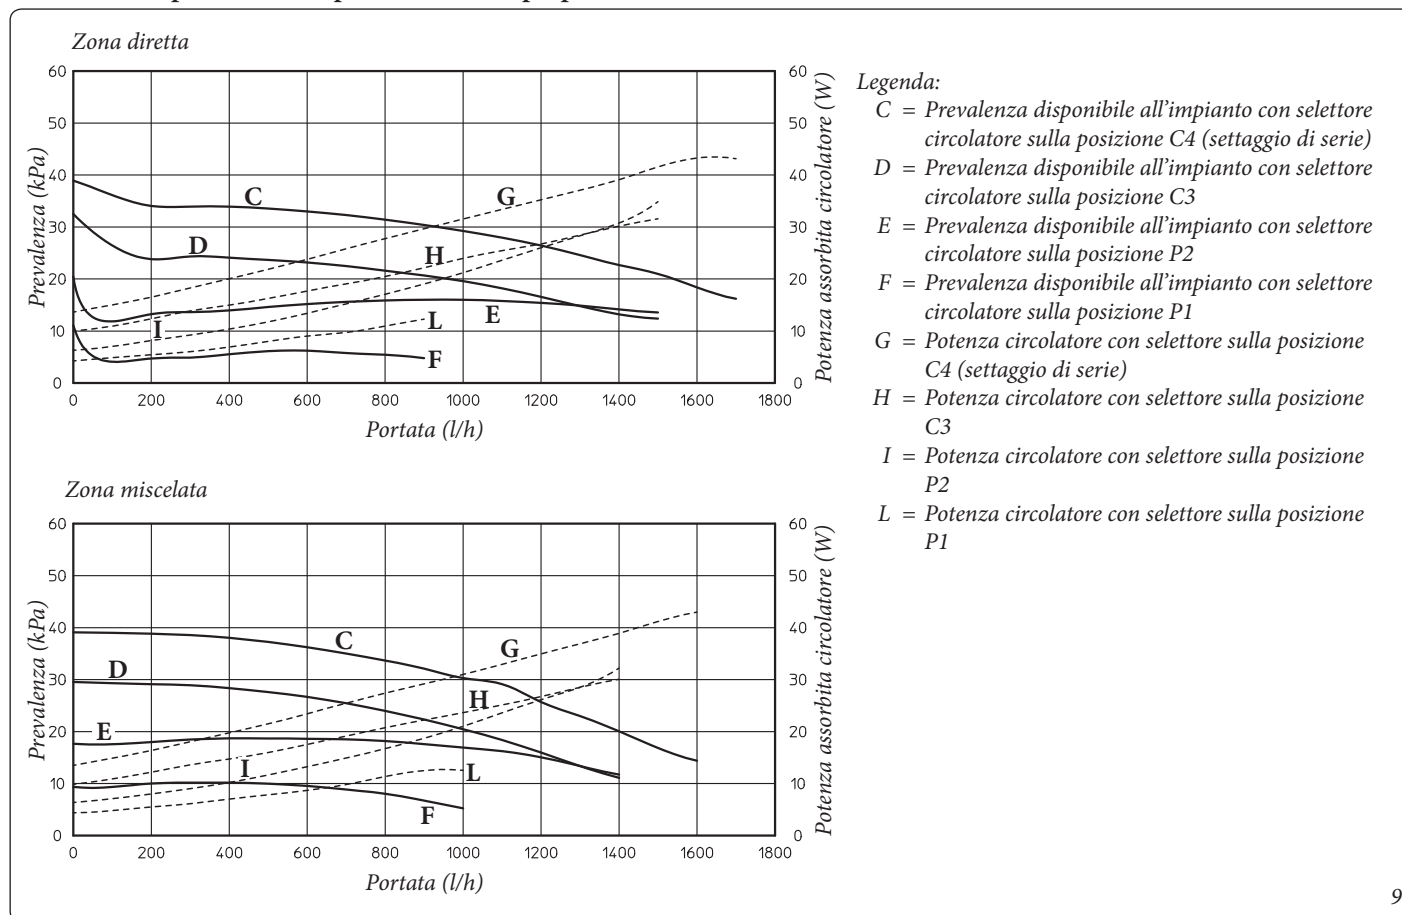 Zona diretta
60
50
40
30
20
10
0
Prevalenza (kPa)
60
50
40
30
20
10
0
Potenza assorbita circolatore (W)
C
G
D
H
I
E
L
F
0 200 400 600 800 1000 1200 1400 1600 1800
Portata (l/h)
Zona miscelata
60
50
40
30
20
10
0
Prevalenza (kPa)
60
50
40
30
20
10
0
Potenza assorbita circolatore (W)
C
G
D
H
E
I
L
F
0 200 400 600 800 1000 1200 1400 1600 1800
Portata (l/h)
Legenda:
C = Prevalenza disponibile all'impianto con selettore
circolatore sulla posizione C4 (settaggio di serie)
D = Prevalenza disponibile all'impianto con selettore
circolatore sulla posizione C3
E = Prevalenza disponibile all'impianto con selettore
circolatore sulla posizione P2
F = Prevalenza disponibile all'impianto con selettore
circolatore sulla posizione P1
G = Potenza circolatore con selettore sulla posizione
C4 (settaggio di serie)
H = Potenza circolatore con selettore sulla posizione
C3
I = Potenza circolatore con selettore sulla posizione
P2
L = Potenza circolatore con selettore sulla posizione
P1
9